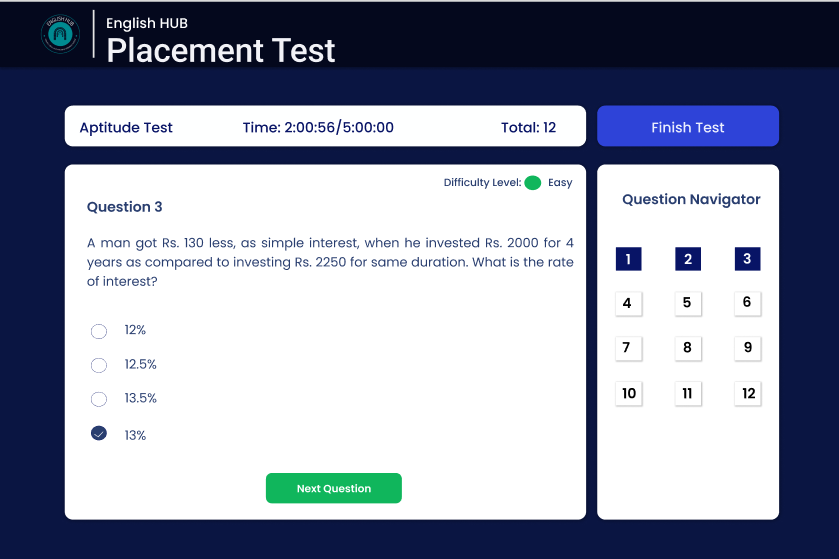 ENGLISH HUB
English HUB
Placement Test
Aptitude Test
Time: 2:00:56/5:00:00
Total: 12
Finish Test
Difficulty Level:
Easy
Question 3
A man got Rs. 130 less, as simple interest, when he invested Rs. 2000 for 4
years as compared to investing Rs. 2250 for same duration. What is the rate
of interest?
12%
12.5%
13.5%
13%
Next Question
Question Navigator
1 2 3
4 5 6
7 8 9
10 11 12